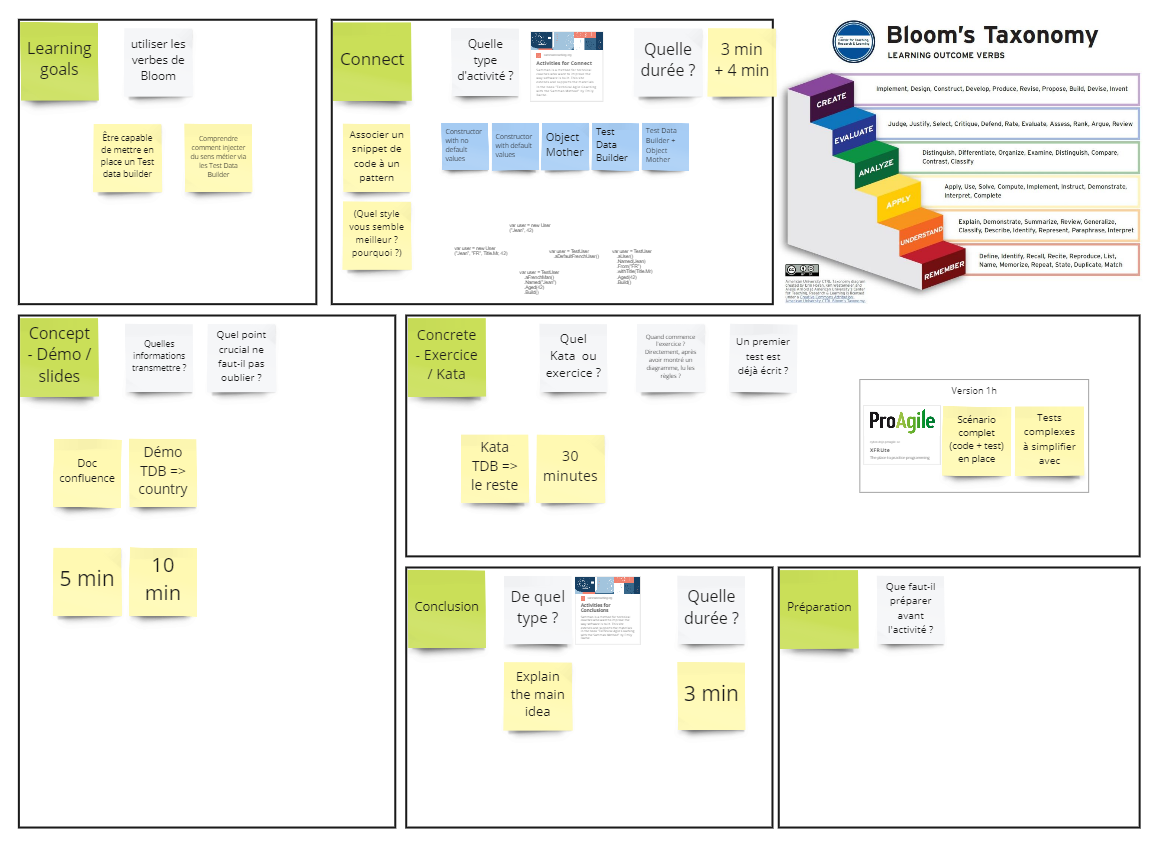 Learning
goals
utiliser les
verbes de
Bloom
Être capable
de mettre en
place un Test
data builder
Comprendre
comment injecter
du sens métier via
les Test Data
Builder
Connect
Quelle
type
d'activité ?
Activities for Connect
Quelle
durée ?
3 min
+ 4 min
Associer un
snippet de
code à un
pattern
Constructor
with no
default
values
Constructor
with default
values
Object
Mother
Test
Data
Builder
Test Data
Builder +
Object
Mother
(Quel style
vous semble
meilleur ?
pourquoi ?)
var user = new User
("Jean", 42)
var user = new User
("Jean", "FR", Title.Mr, 42)
var user = TestUser
.aDefaultFrenchUser()
var user = TestUser
.aUser()
.Named(Jean)
.From("FR")
.withTitle(Title.Mr)
.Aged(42)
.Build()
var user = TestUser
.aFrenchMan()
.Named("Jean")
.Aged(42)
.Build()
Center for Teaching,
Research & Learning
Bloom's Taxonomy
LEARNING OUTCOME VERBS
CREATE
Implement, Design, Construct, Develop, Produce, Revise, Propose, Build, Devise, Invent
EVALUATE
Judge, Justify, Select, Critique, Defend, Rate, Evaluate, Assess, Rank, Argue, Review
ANALYZE
Distinguish, Differentiate, Organize, Examine, Distinguish, Compare,
Contrast, Classify
APPLY
Apply, Use, Solve, Compute, Implement, Instruct, Demonstrate,
Interpret, Complete
UNDERSTAND
Explain, Demonstrate, Summarize, Review, Generalize,
Classify, Describe, Identify, Represent, Paraphrase, Interpret
REMEMBER
Define, Identify, Recall, Recite, Reproduce, List,
Name, Memorize, Repeat, State, Duplicate, Match
Concept
- Démo /
slides
Quelles
informations
transmettre ?
Quel point
crucial ne
faut-il pas
oublier ?
Doc
confluence
Démo
TDB =>
country
5 min
10
min
Concrete
- Exercice
/ Kata
Quel
Kata ou
exercice ?
Quand commence
l'exercice ?
Directement, après
avoir montré un
diagramme, lu les
règles ?
Un premier
test est
déjà écrit ?
Kata
TDB =>
le reste
30
minutes
Version 1h
ProAgile
XFRUite
Scénario
complet
(code + test)
en place
Tests
complexes
à simplifier
avec
Conclusion
De quel
type ?
Activities for
Conclusions
Quelle
durée ?
Explain
the main
idea
3 min
Préparation
Que faut-il
préparer
avant
l'activité ?